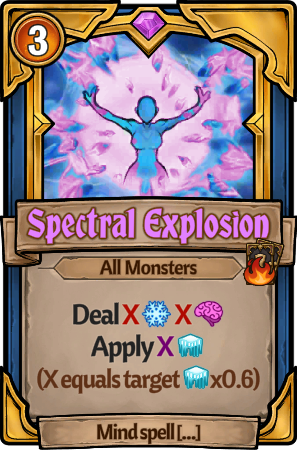 3
Spectral Explosion
All Monsters
Deal X X
Apply X
(X equals target x0.6)
Mind spell [...]